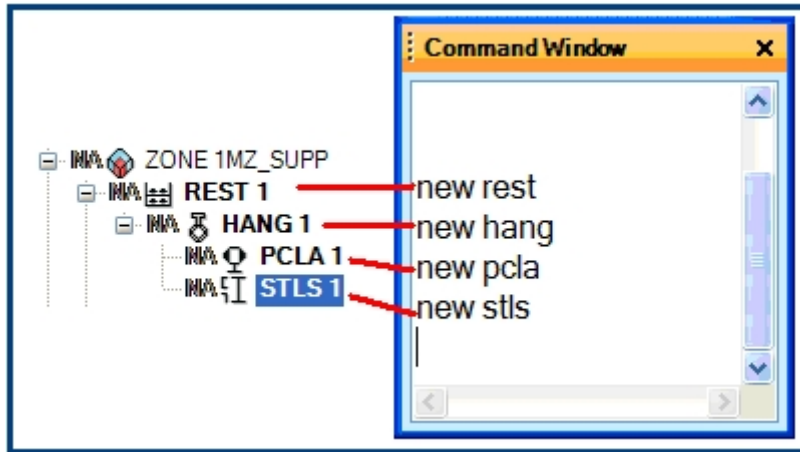 Command Window
N/A ZONE 1MZ_SUPP
N/A REST 1
N/A HANG 1
N/A PCLA 1
N/A STLS 1
new rest
new hang
new pcla
new stls